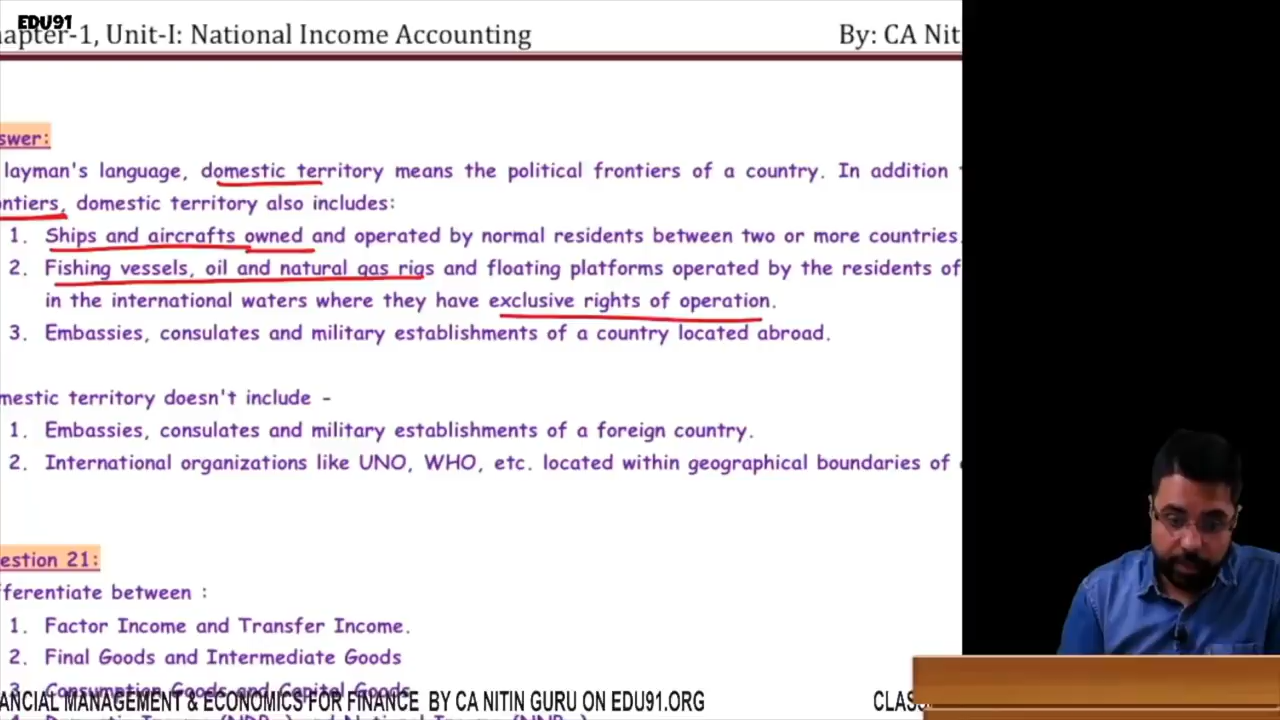 EDU91
apter-1, Unit-I: National Income Accounting By: CA Nit
swer:
layman's language, domestic territory means the political frontiers of a country. In addition
ntiers, domestic territory also includes:
1. Ships and aircrafts owned and operated by normal residents between two or more countries.
2. Fishing vessels, oil and natural gas rigs and floating platforms operated by the residents of
in the international waters where they have exclusive rights of operation.
3. Embassies, consulates and military establishments of a country located abroad.
mestic territory doesn't include -
1. Embassies, consulates and military establishments of a foreign country.
2. International organizations like UNO, WHO, etc. located within geographical boundaries of
estion 21:
fferentiate between :
1. Factor Income and Transfer Income.
2. Final Goods and Intermediate Goods
3. Consumption Goods and Capital Goods
ANCIAL MANAGEMENT & ECONOMICS FOR FINANCE BY CA NITIN GURU ON EDU91.ORG CLAS